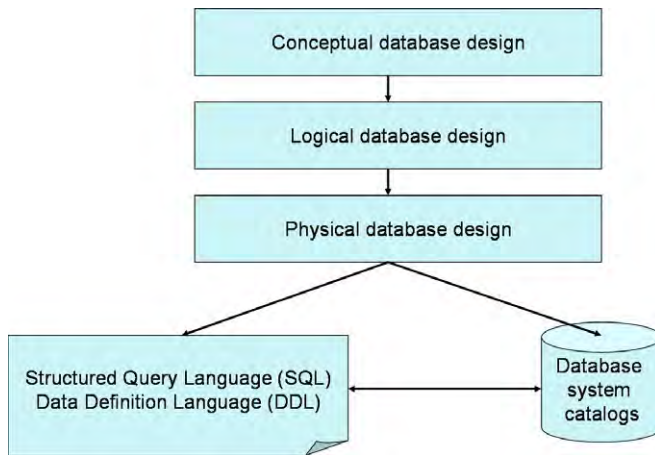 Conceptual database design
Logical database design
Physical database design
Structured Query Language (SQL)
Data Definition Language (DDL)
Database
system
catalogs